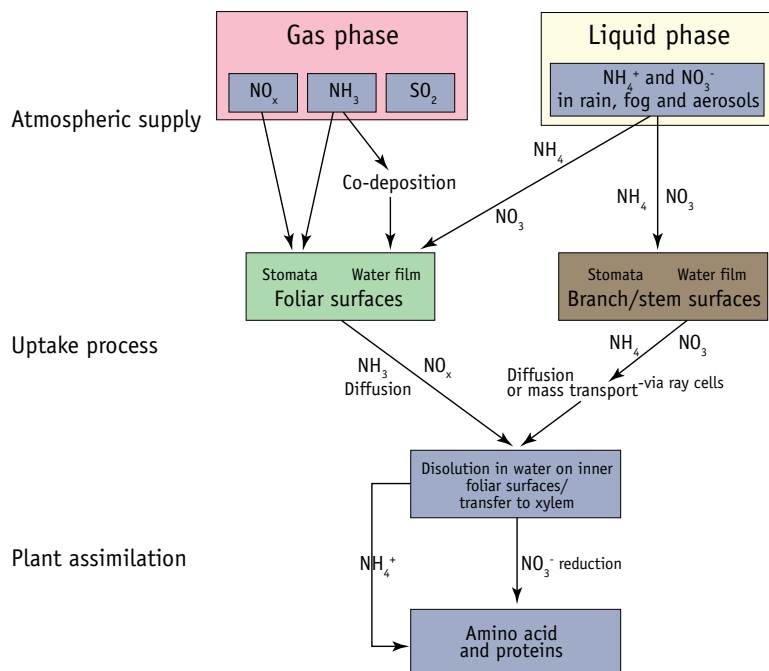 Gas phase
Liquid phase
NOₓ
NH₃
SO₂
NH₄⁺ and NO₃⁻
in rain, fog and aerosols
Atmospheric supply
NH₄
Co-deposition
NO₃
NH₄
NO₃
Stomata
Water film
Foliar surfaces
Stomata
Water film
Branch/stem surfaces
Uptake process
NH₃
NOₓ
Diffusion
NH₄
NO₃
Diffusion
or mass transport-via ray cells
Disolution in water on inner
foliar surfaces/
transfer to xylem
Plant assimilation
NH₄⁺
NO₃⁻ reduction
Amino acid
and proteins